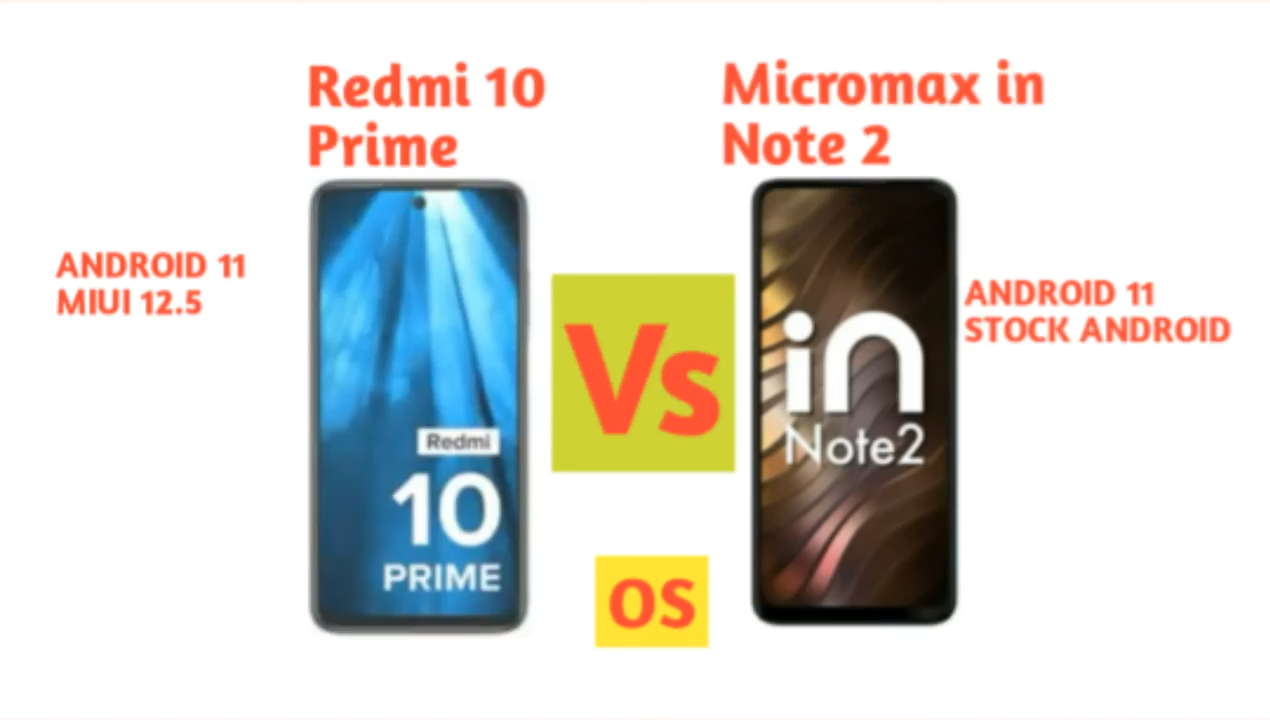 Redmi 10
Prime
Micromax in
Note 2
ANDROID 11
MIUI 12.5
Redmi
10
PRIME
Vs
in
Note2
ANDROID 11
STOCK ANDROID
OS